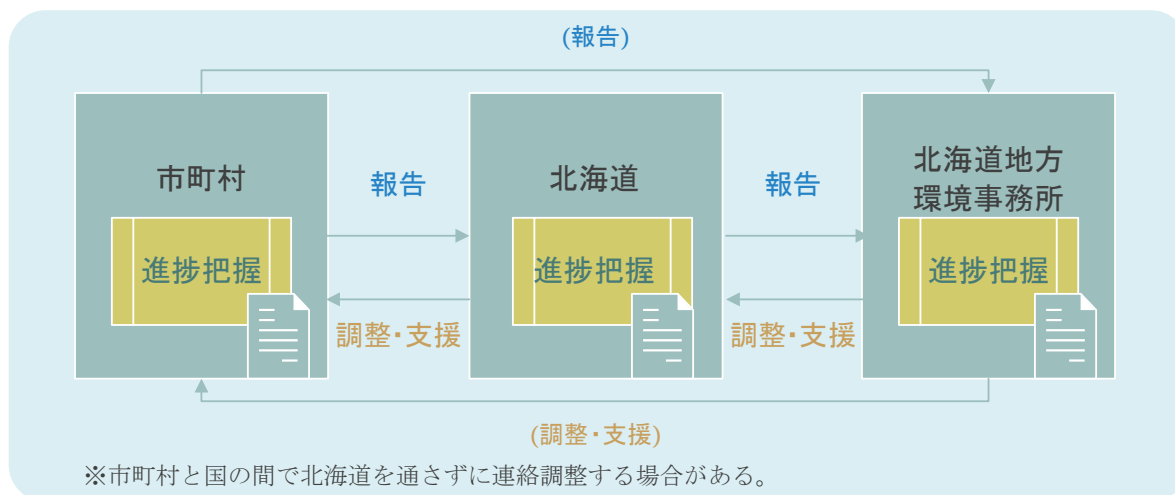 (報告)
市町村
報告
北海道
報告
北海道地方
環境事務所
進捗把握
進捗把握
進捗把握
調整・支援
調整・支援
(調整・支援)
※市町村と国の間で北海道を通さずに連絡調整する場合がある。